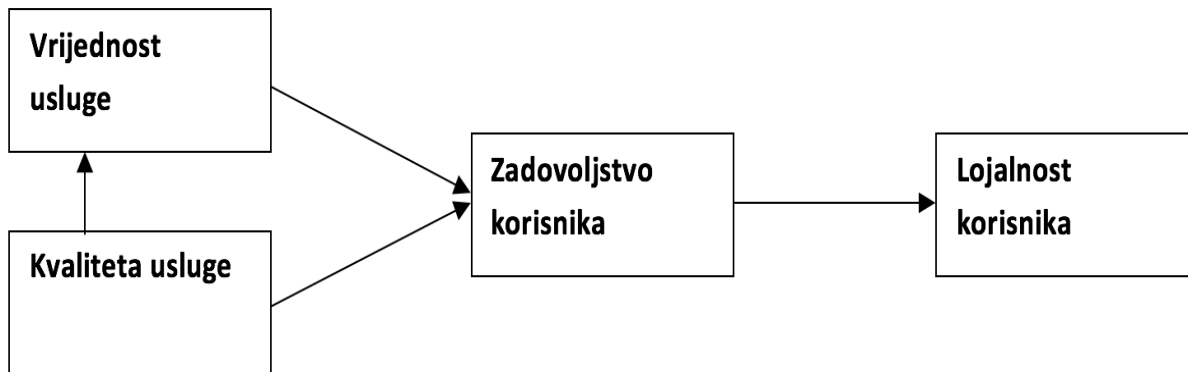 Vrijednost
usluge
Zadovoljstvo
korisnika
Lojalnost
korisnika
Kvaliteta usluge